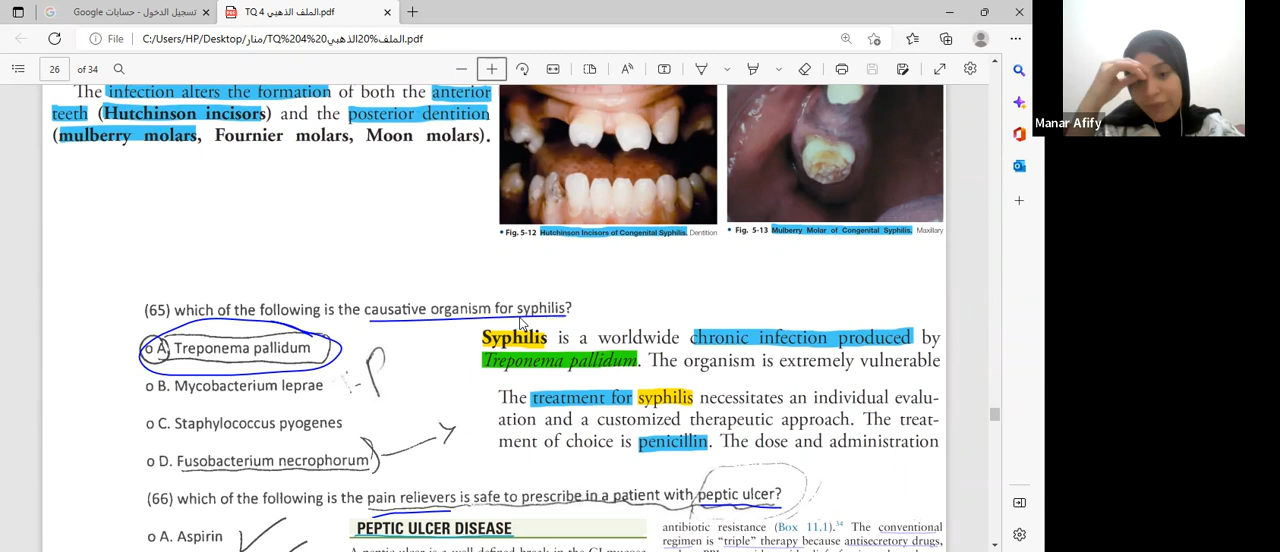 تسجيل الدخول - حسابات Google
الملف الذهبي TQ 4.pdf
File
C:/Users/HP/Desktop/منار/TQ%204%20الملف%20الذهبي.pdf
26
of 34
The infection alters the formation of both the anterior
teeth (Hutchinson incisors) and the posterior dentition
(mulberry molars, Fournier molars, Moon molars).
• Fig. 5-12 Hutchinson Incisors of Congenital Syphilis. Dentition
• Fig. 5-13 Mulberry Molar of Congenital Syphilis. Maxillary
Manar Afify
(65) which of the following is the causative organism for syphilis?
o A. Treponema pallidum
o B. Mycobacterium leprae
o C. Staphylococcus pyogenes
o D. Fusobacterium necrophorum
Syphilis is a worldwide chronic infection produced by
Treponema pallidum. The organism is extremely vulnerable
The treatment for syphilis necessitates an individual evalu-
ation and a customized therapeutic approach. The treat-
ment of choice is penicillin. The dose and administration
(66) which of the following is the pain relievers is safe to prescribe in a patient with peptic ulcer?
o A. Aspirin
PEPTIC ULCER DISEASE
antibiotic resistance (Box 11.1).34 The conventional
regimen is "triple" therapy because antisecretory drugs,